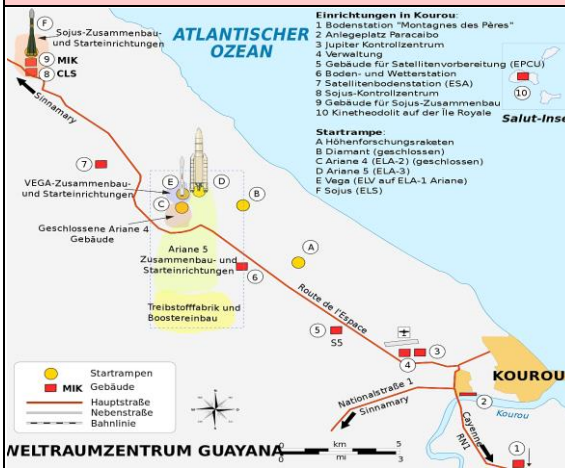 F
Sojus-Zusammenbau-
und Starteinrichtungen
9 MIK
8 CLS
Sinnamary
ATLANTISCHER
OZEAN
Einrichtungen in Kourou:
1 Bodenstation "Montagnes des Pères"
2 Anlegeplatz Paracaibo
3 Jupiter Kontrollzentrum
4 Verwaltung
5 Gebäude für Satellitenvorbereitung (EPCU)
6 Boden- und Wetterstation
7 Satellitenbodenstation (ESA)
8 Sojus-Kontrollzentrum
9 Gebäude für Sojus-Zusammenbau
10 Kinetheodolit auf der Île Royale
Startrampe:
A Höhenforschungsraketen
B Diamant (geschlossen)
C Ariane 4 (ELA-2) (geschlossen)
D Ariane 5 (ELA-3)
E Vega (ELV auf ELA-1 Ariane)
F Sojus (ELS)
10
Salut-Inse
7
VEGA-Zusammenbau-
und Starteinrichtungen
E
D
C
B
Geschlossene Ariane 4
Gebäude
A
Ariane 5
Zusammenbau- und
Starteinrichtungen
6
Treibstofffabrik und
Boostereinbau
Route de l'Espace
5
S5
4
3
KOUROU
Nationalstraße 1
Sinnamary
2
Kourou
Cayenne
RN1
1
Startrampen
MIK Gebäude
Hauptstraße
Nebenstraße
Bahnlinie
WELTRAUMZENTRUM GUAYANA
0 km 5
0 mi 3